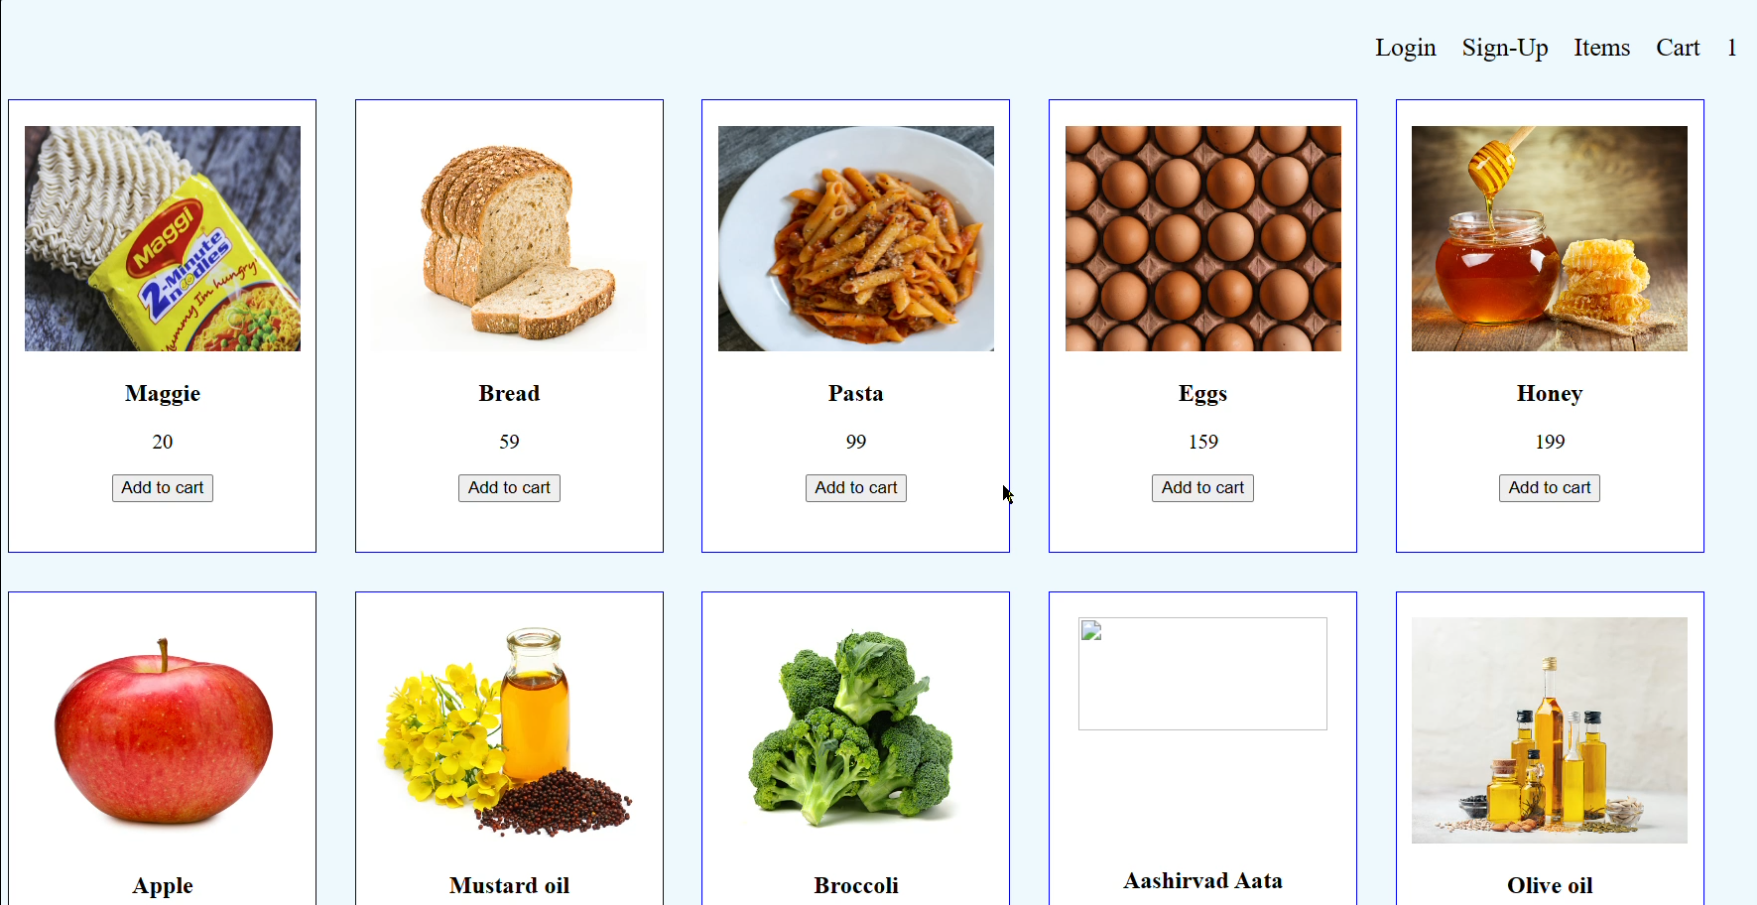 Login Sign-Up Items Cart 1
Maggi
2-Minute
noodles
Yummy I'm hungry!
Maggie
20
Add to cart
Bread
59
Add to cart
Pasta
99
Add to cart
Eggs
159
Add to cart
Honey
199
Add to cart
Apple
Mustard oil
Broccoli
Aashirvad Aata
Olive oil